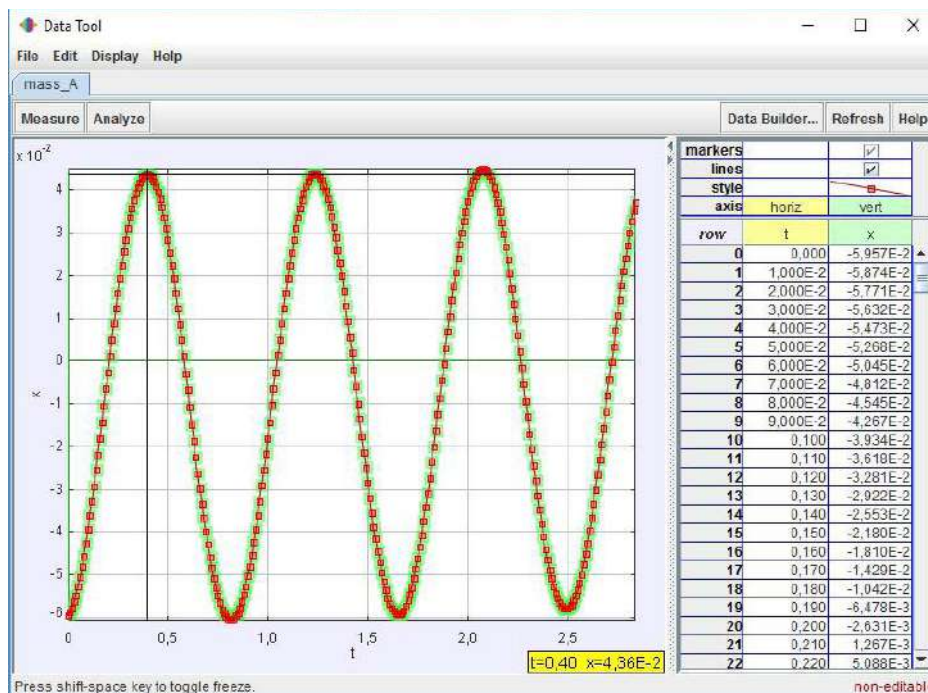 Data Tool
File Edit Display Help
mass_A
Measure Analyze Data Builder... Refresh Help
x 10-2
4
3
2
1
0
-1
-2
-3
-4
-5
-6
x
0 0,5 1,0 1,5 2,0 2,5
t
t=0,40 x=4,36E-2
markers
lines
style
axis horiz vert
row t x
0 0,000 -5,957E-2
1 1,000E-2 -5,874E-2
2 2,000E-2 -5,771E-2
3 3,000E-2 -5,632E-2
4 4,000E-2 -5,473E-2
5 5,000E-2 -5,268E-2
6 6,000E-2 -5,045E-2
7 7,000E-2 -4,812E-2
8 8,000E-2 -4,545E-2
9 9,000E-2 -4,267E-2
10 0,100 -3,934E-2
11 0,110 -3,618E-2
12 0,120 -3,281E-2
13 0,130 -2,922E-2
14 0,140 -2,553E-2
15 0,150 -2,180E-2
16 0,160 -1,810E-2
17 0,170 -1,429E-2
18 0,180 -1,042E-2
19 0,190 -6,478E-3
20 0,200 -2,631E-3
21 0,210 1,267E-3
22 0,220 5,088E-3
Press shift-space key to toggle freeze. non-editabl